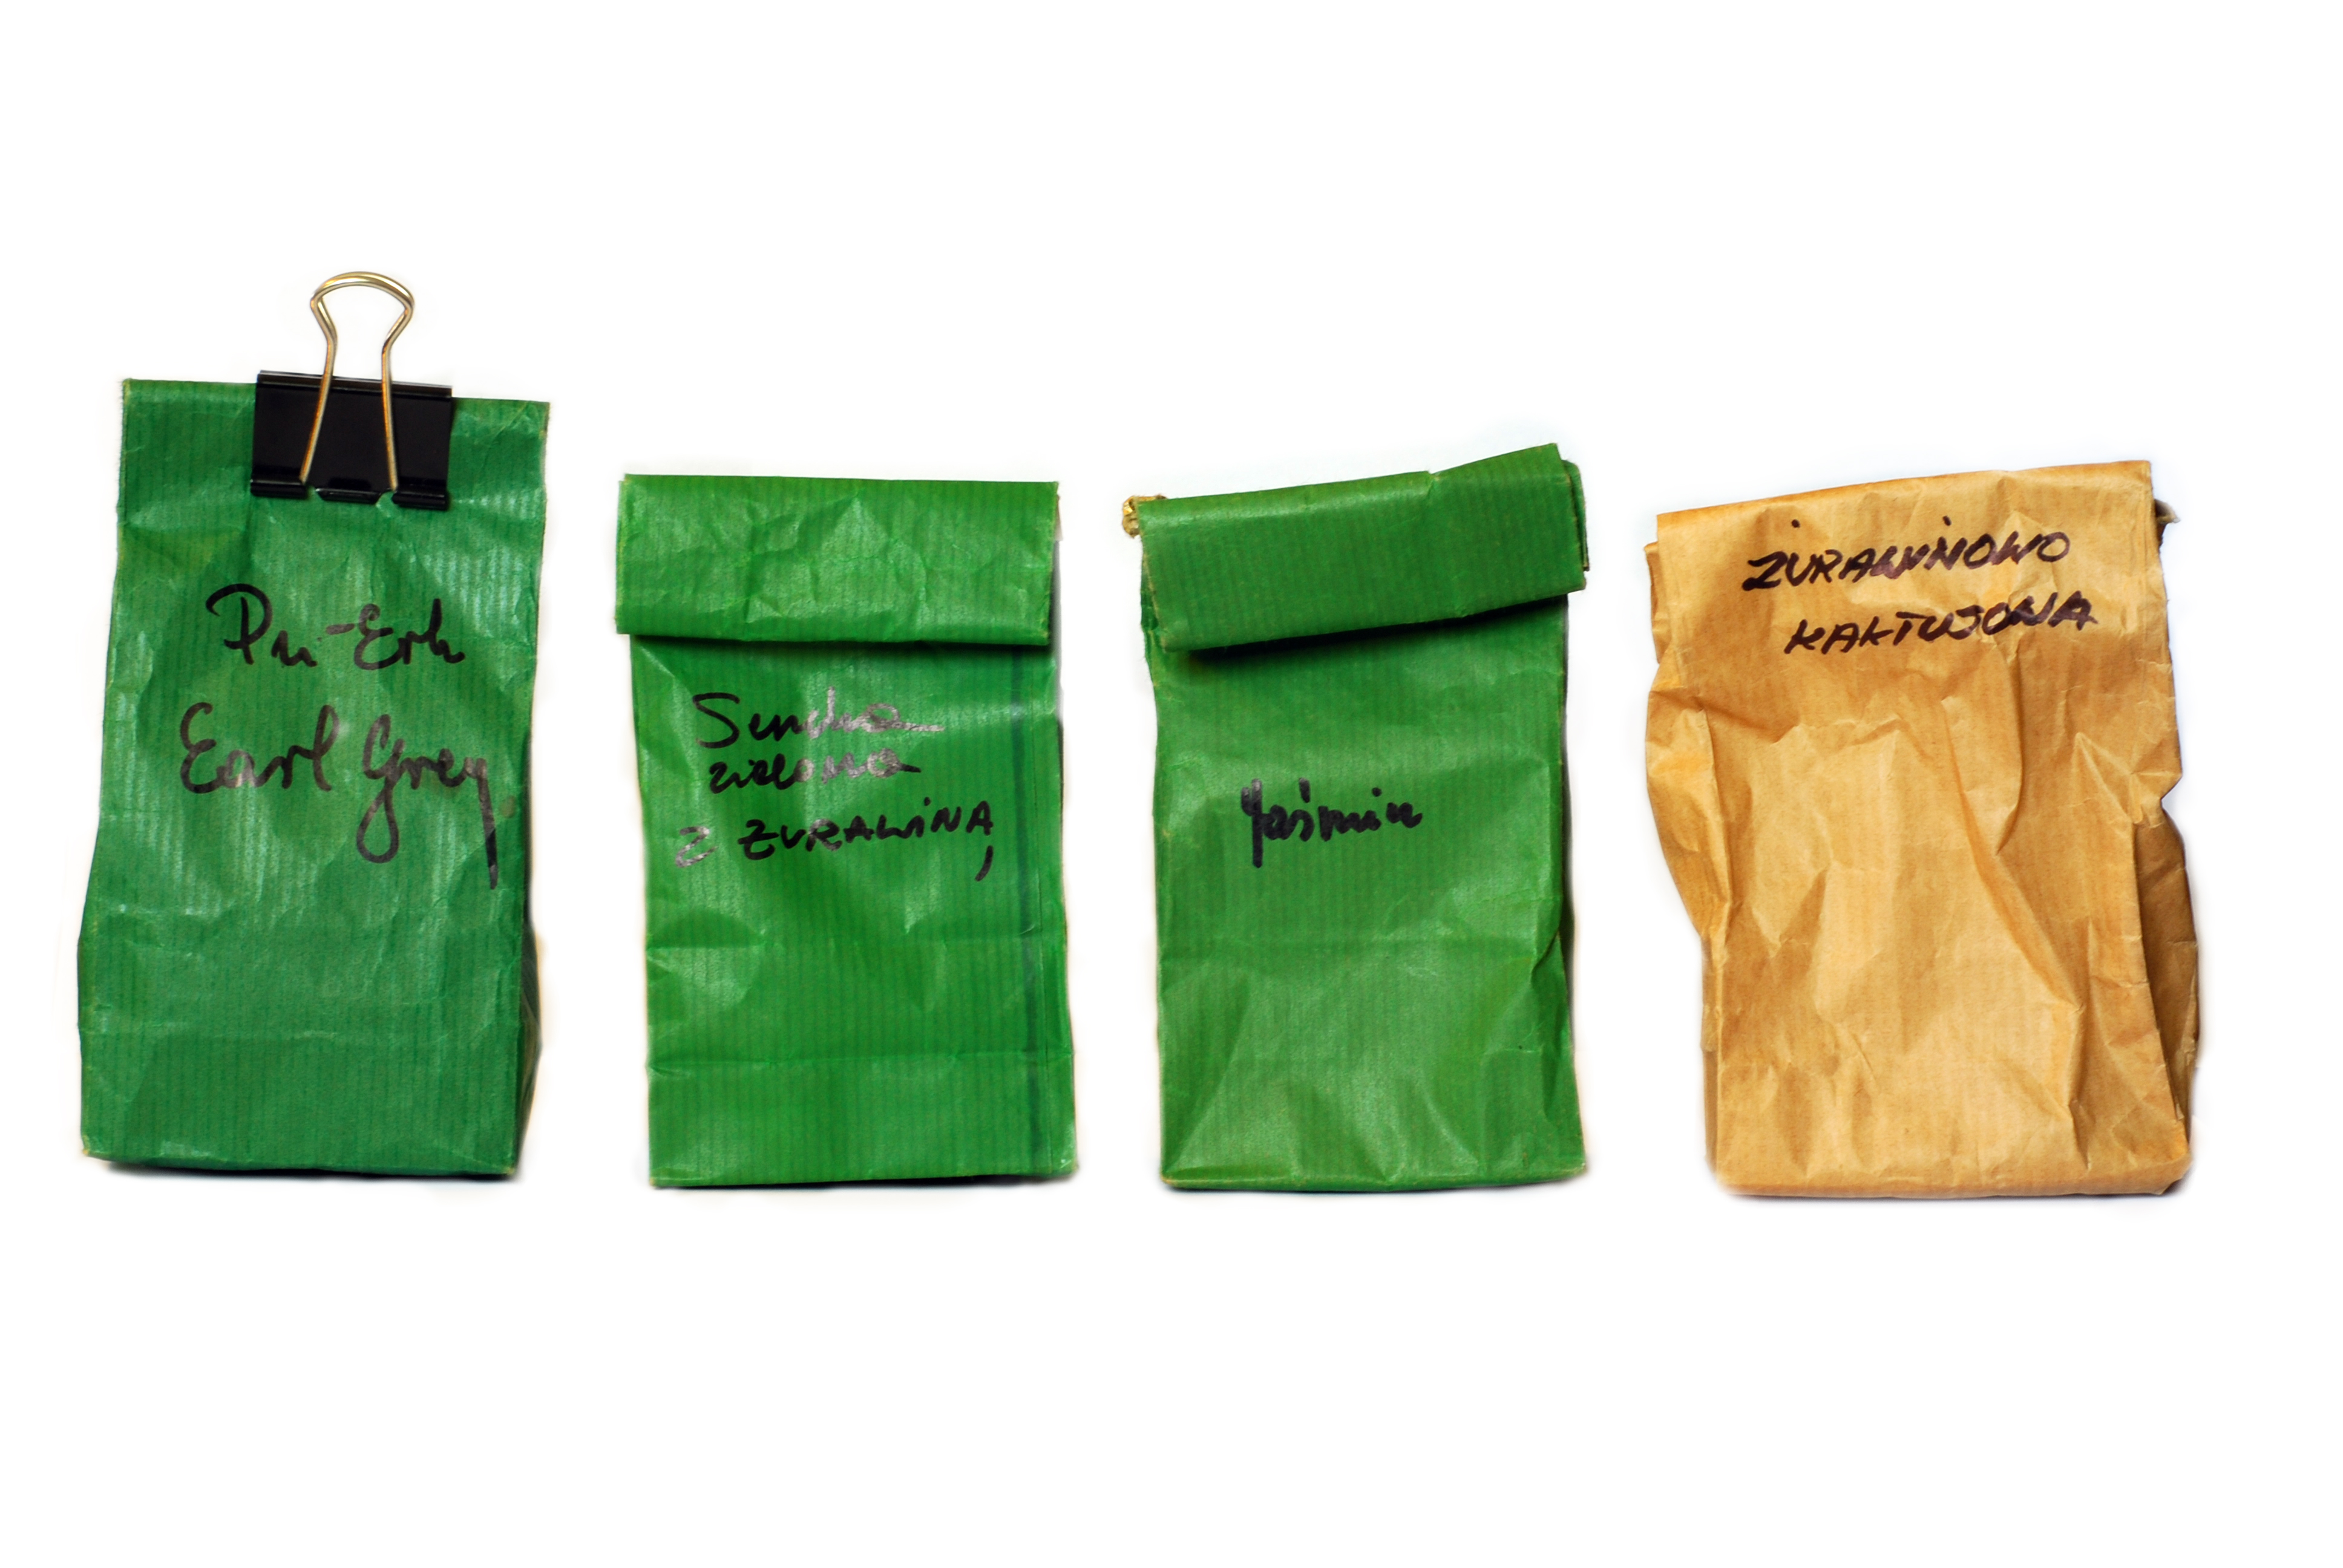 Pu-Erh
Earl Grey
Sencha
zielona
z ŻURAWINĄ
Jaśmin
ŻURAWINOWO
KAKTUSOWA